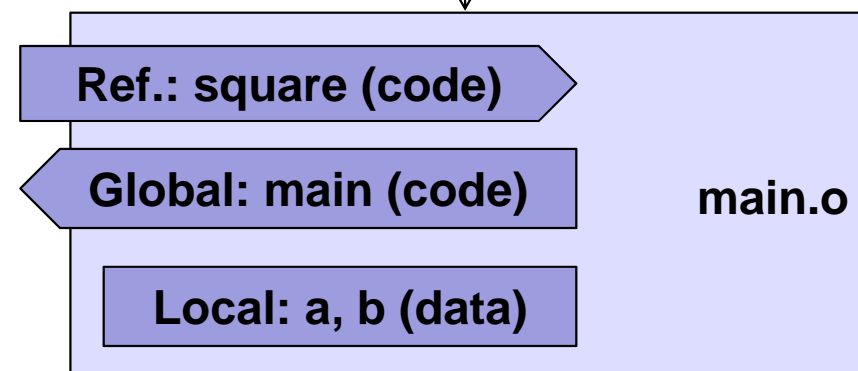 Ref.: square (code)
Global: main (code)
main.o
Local: a, b (data)